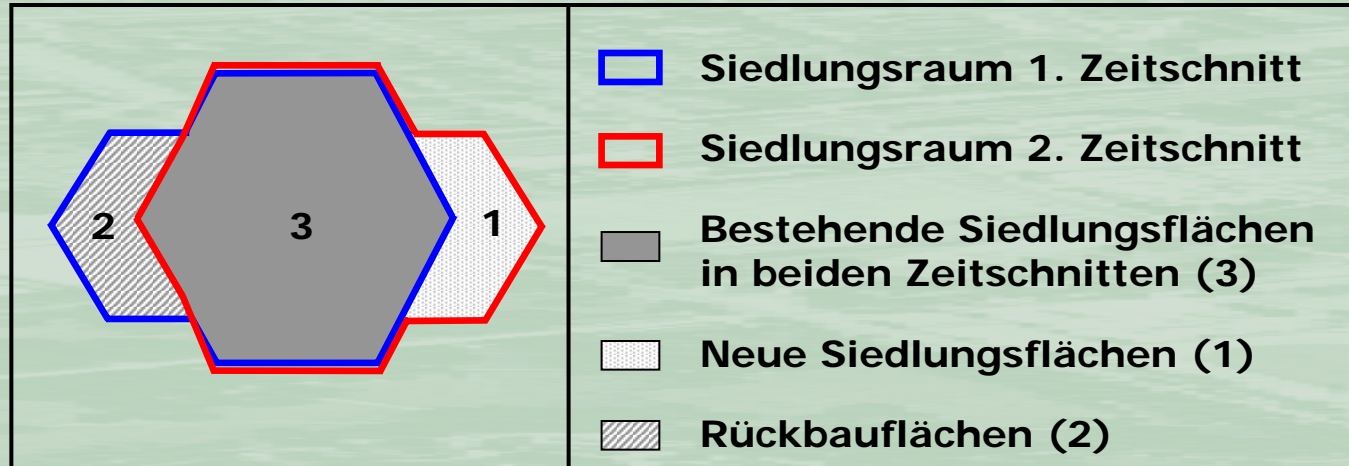 2
3
1
Siedlungsraum 1. Zeitschnitt
Siedlungsraum 2. Zeitschnitt
Bestehende Siedlungsflächen
in beiden Zeitschnitten (3)
Neue Siedlungsflächen (1)
Rückbauflächen (2)